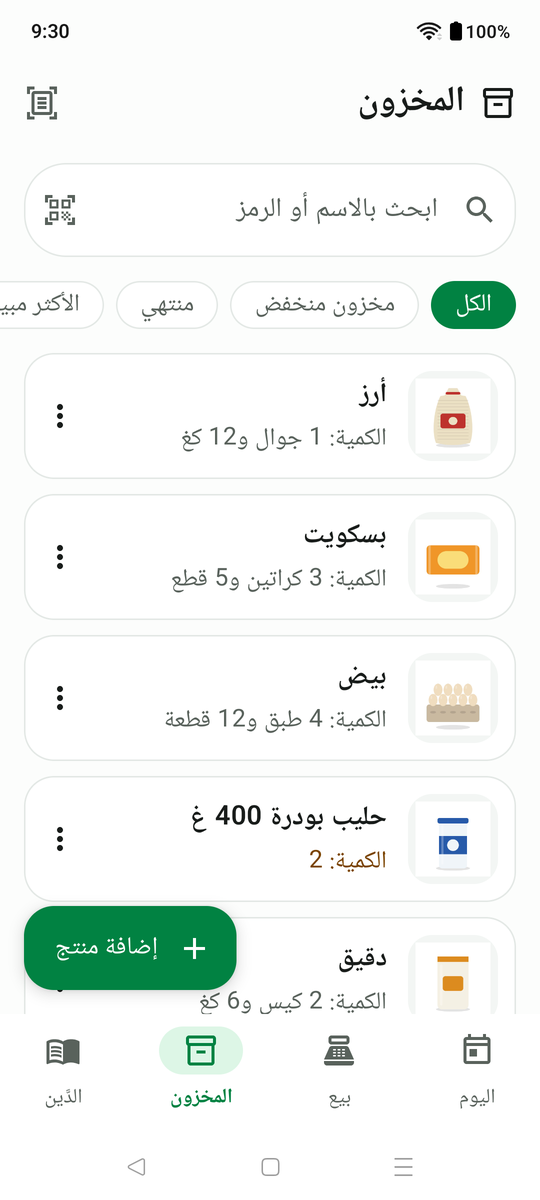 9:30
100%
المخزون
ابحث بالاسم أو الرمز
الكل
مخزون منخفض
منتهي
الأكثر مبي
أرز
الكمية: 1 جوال و12 كغ
بسكويت
الكمية: 3 كراتين و5 قطع
بيض
الكمية: 4 طبق و12 قطعة
حليب بودرة 400 غ
الكمية: 2
دقيق
الكمية: 2 كيس و6 كغ
إضافة منتج
اليوم
بيع
المخزون
الدَّين